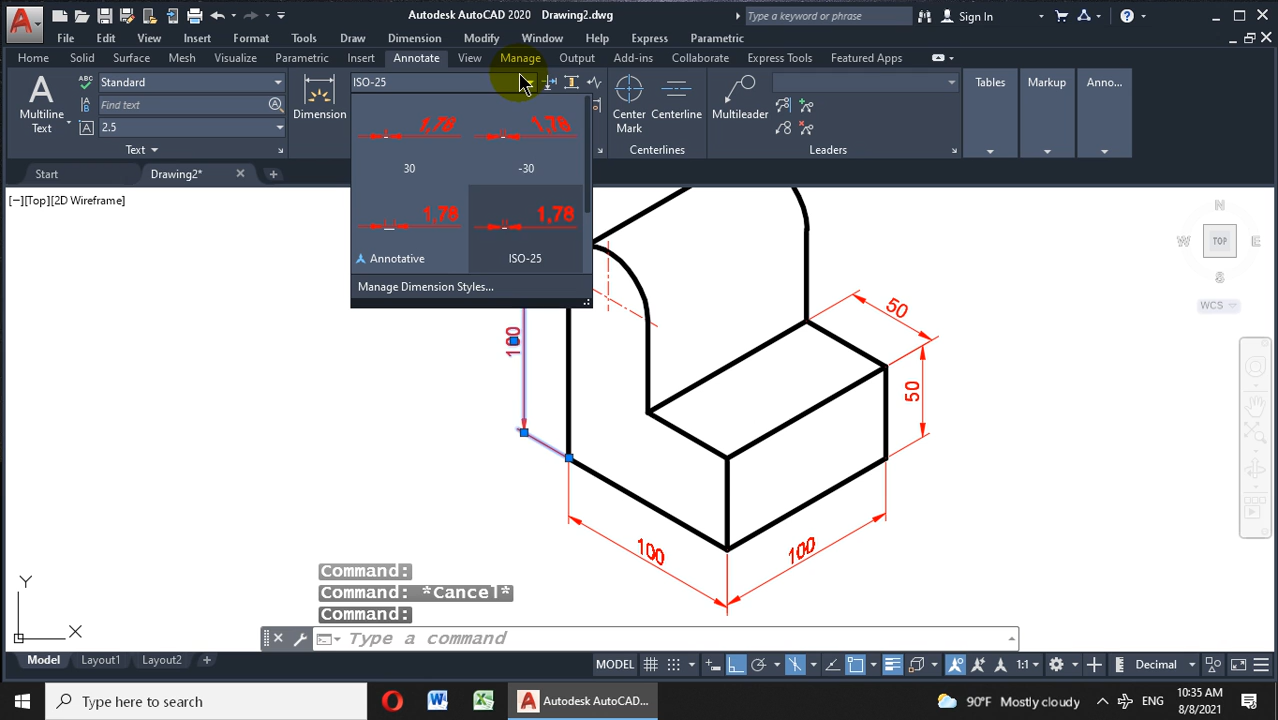 Autodesk AutoCAD 2020 Drawing2.dwg
Type a keyword or phrase
Sign In
File Edit View Insert Format Tools Draw Dimension Modify Window Help Express Parametric
Home Solid Surface Mesh Visualize Parametric Insert Annotate View Manage Output Add-ins Collaborate Express Tools Featured Apps
Standard
ISO-25
Find text
2.5
Multiline Text
Dimension
Center Mark
Centerline
Multileader
Tables
Markup
Anno...
Text
Centerlines
Leaders
1,78
1,78
30
-30
1,78
1,78
Annotative
ISO-25
Manage Dimension Styles...
Start
Drawing2*
[−][Top][2D Wireframe]
N
W TOP E
S
WCS
50
100
50
100
100
Y
X
Command:
Command: *Cancel*
Command:
Type a command
Model Layout1 Layout2
MODEL
1:1
Decimal
Type here to search
Autodesk AutoCAD...
90°F Mostly cloudy
ENG
10:35 AM
8/8/2021